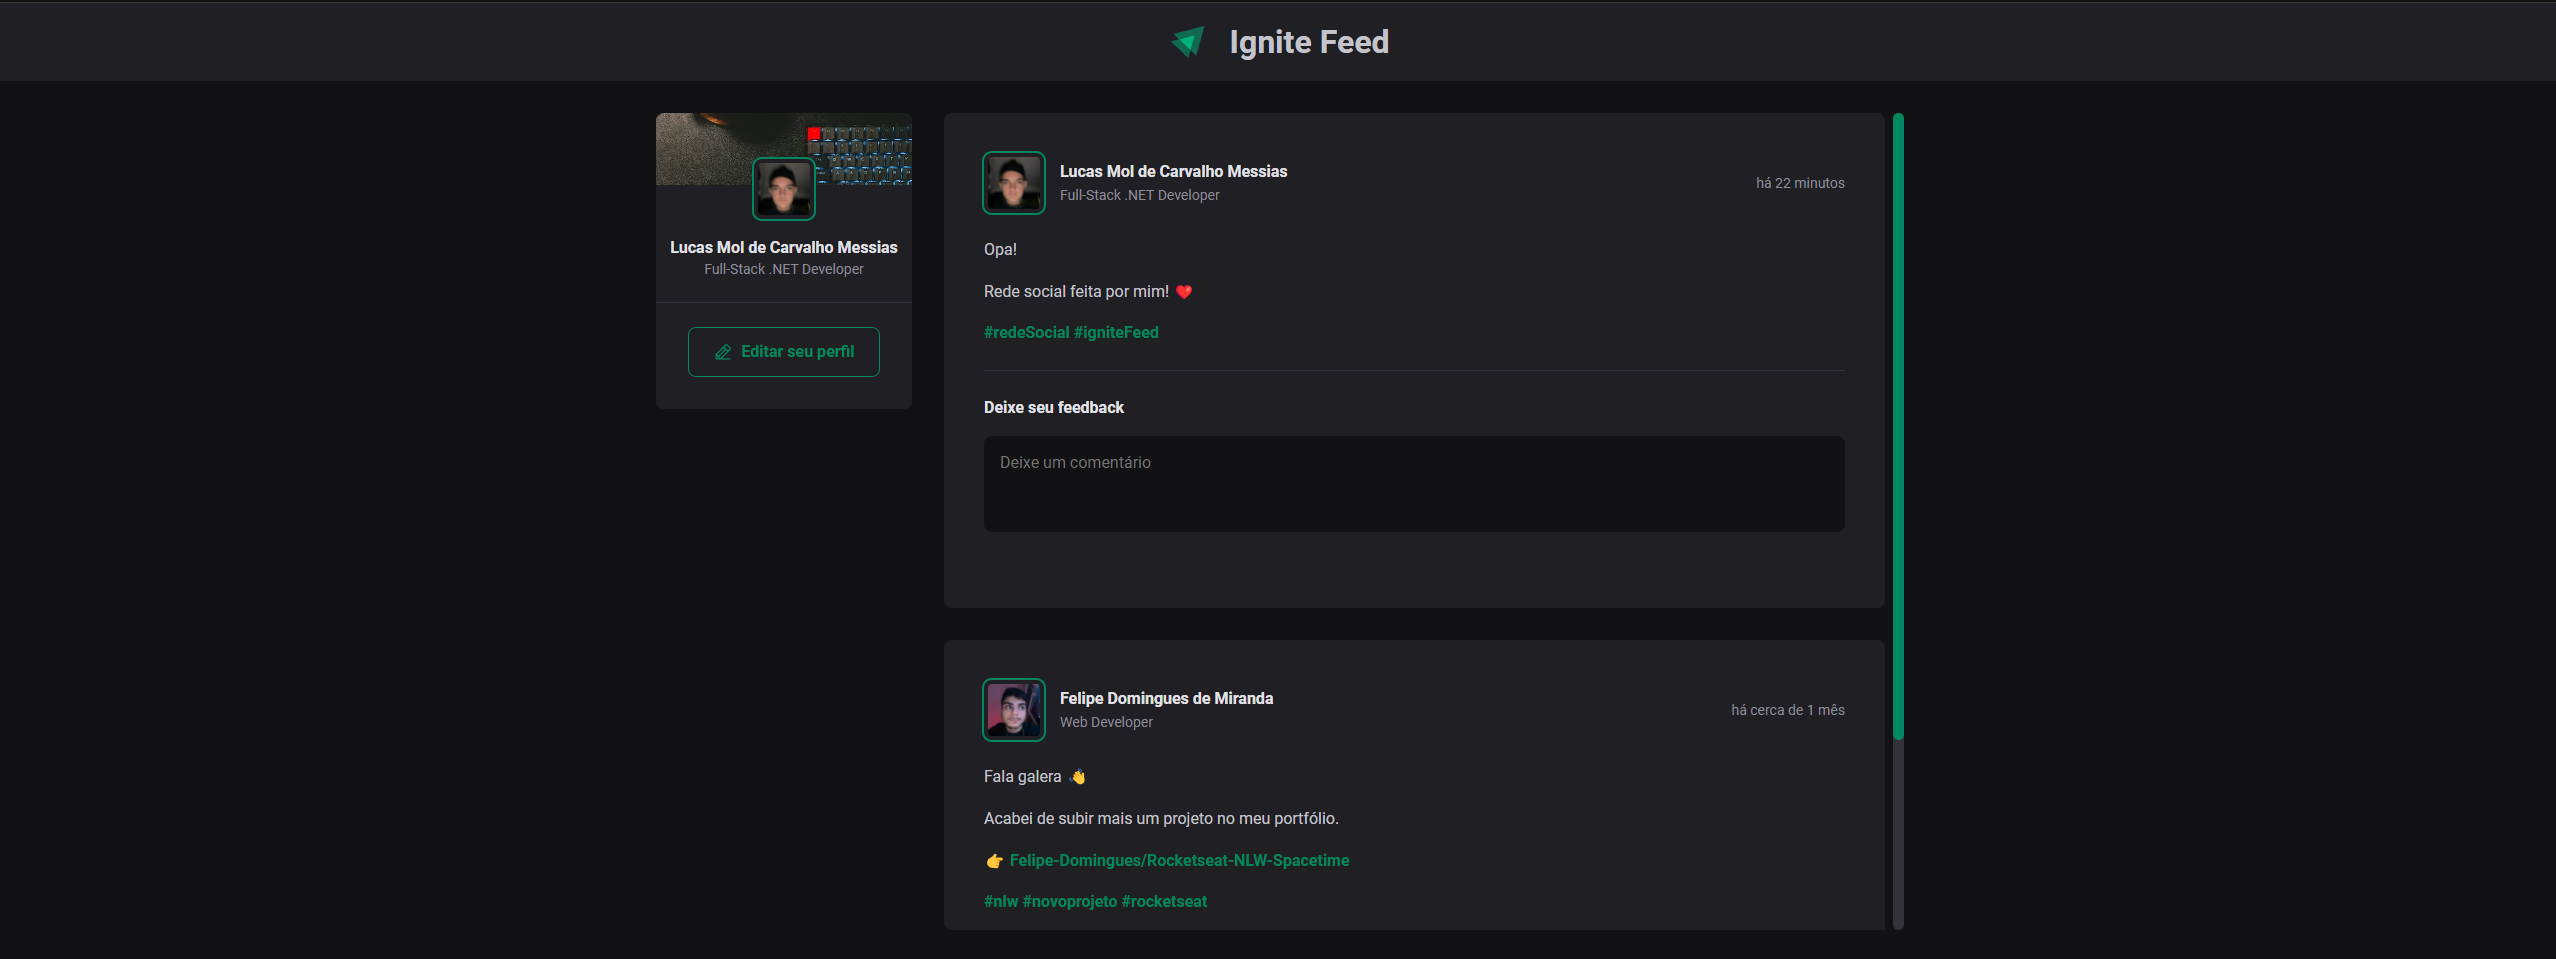 Ignite Feed
Lucas Mol de Carvalho Messias
Full-Stack .NET Developer
Editar seu perfil
Lucas Mol de Carvalho Messias
Full-Stack .NET Developer
há 22 minutos
Opa!
Rede social feita por mim! ❤️
#redeSocial #igniteFeed
Deixe seu feedback
Deixe um comentário
Felipe Domingues de Miranda
Web Developer
há cerca de 1 mês
Fala galera 👋
Acabei de subir mais um projeto no meu portfólio.
👉 Felipe-Domingues/Rocketseat-NLW-Spacetime
#nlw #novoprojeto #rocketseat